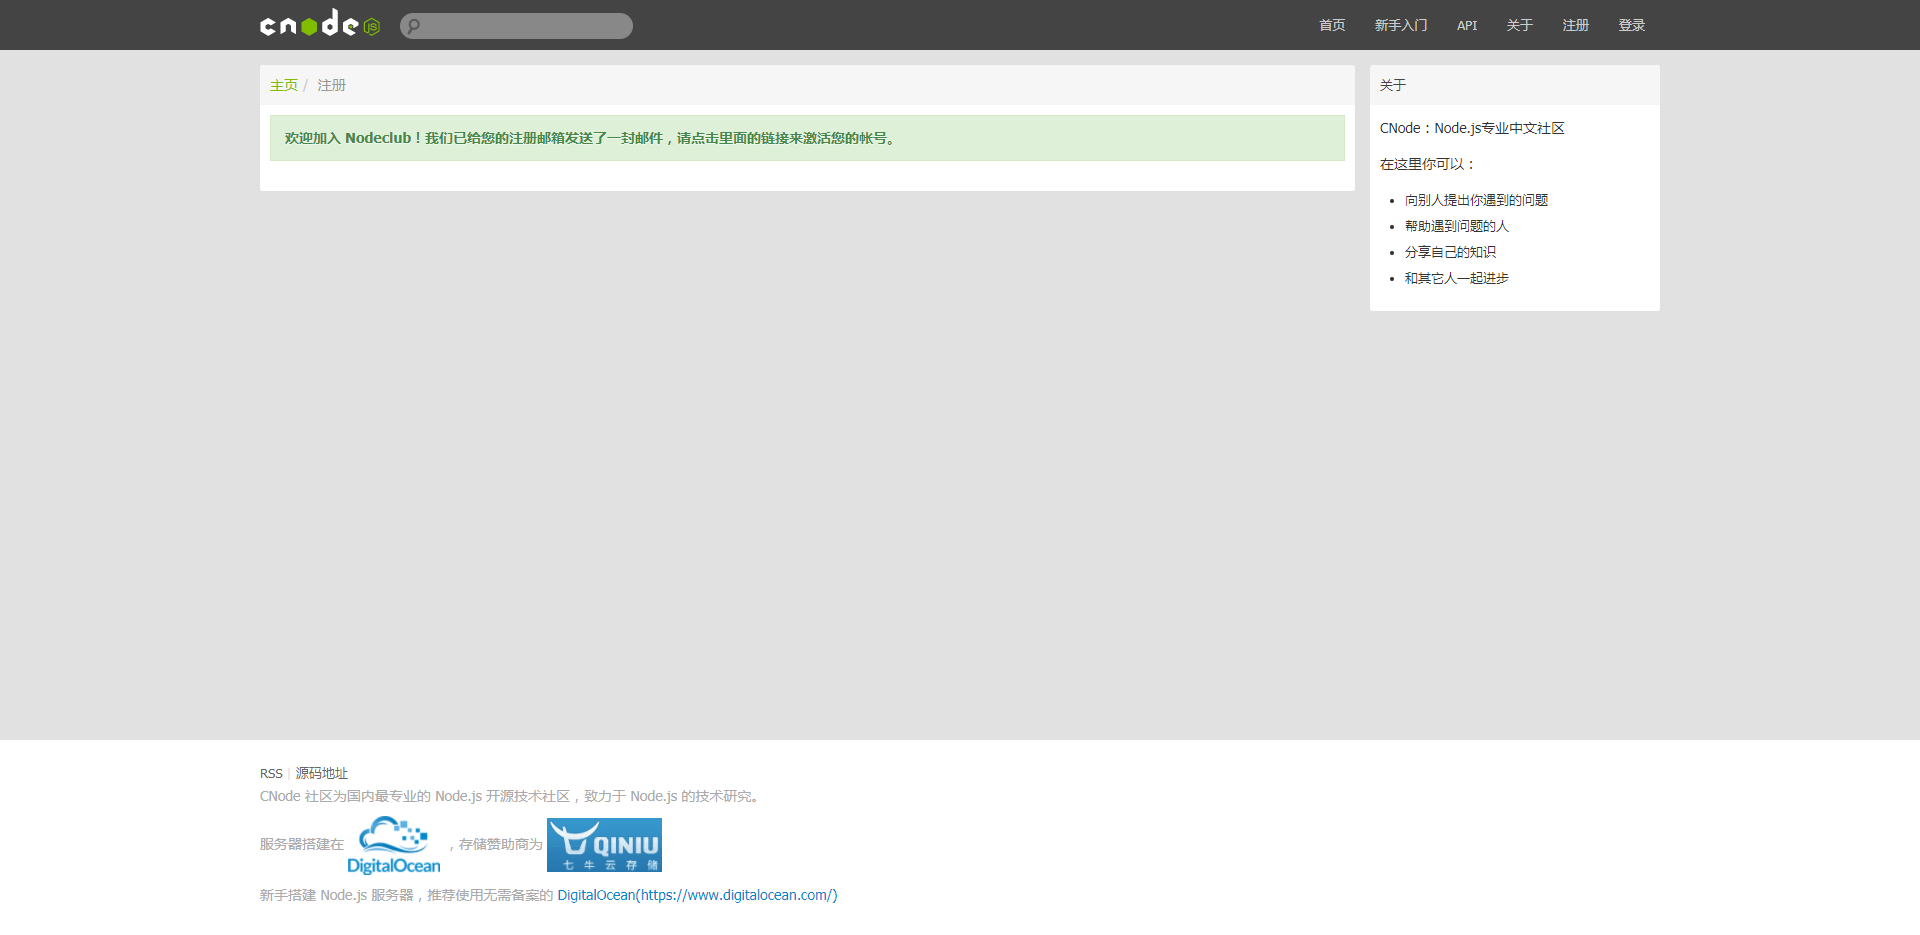 cnode JS
首页 新手入门 API 关于 注册 登录
主页 / 注册
欢迎加入 Nodeclub！我们已给您的注册邮箱发送了一封邮件，请点击里面的链接来激活您的帐号。
关于
CNode：Node.js专业中文社区
在这里你可以：
向别人提出你遇到的问题
帮助遇到问题的人
分享自己的知识
和其它人一起进步
RSS | 源码地址
CNode 社区为国内最专业的 Node.js 开源技术社区，致力于 Node.js 的技术研究。
服务器搭建在 DigitalOcean ，存储赞助商为 QINIU 七牛云存储
新手搭建 Node.js 服务器，推荐使用无需备案的 DigitalOcean(https://www.digitalocean.com/)